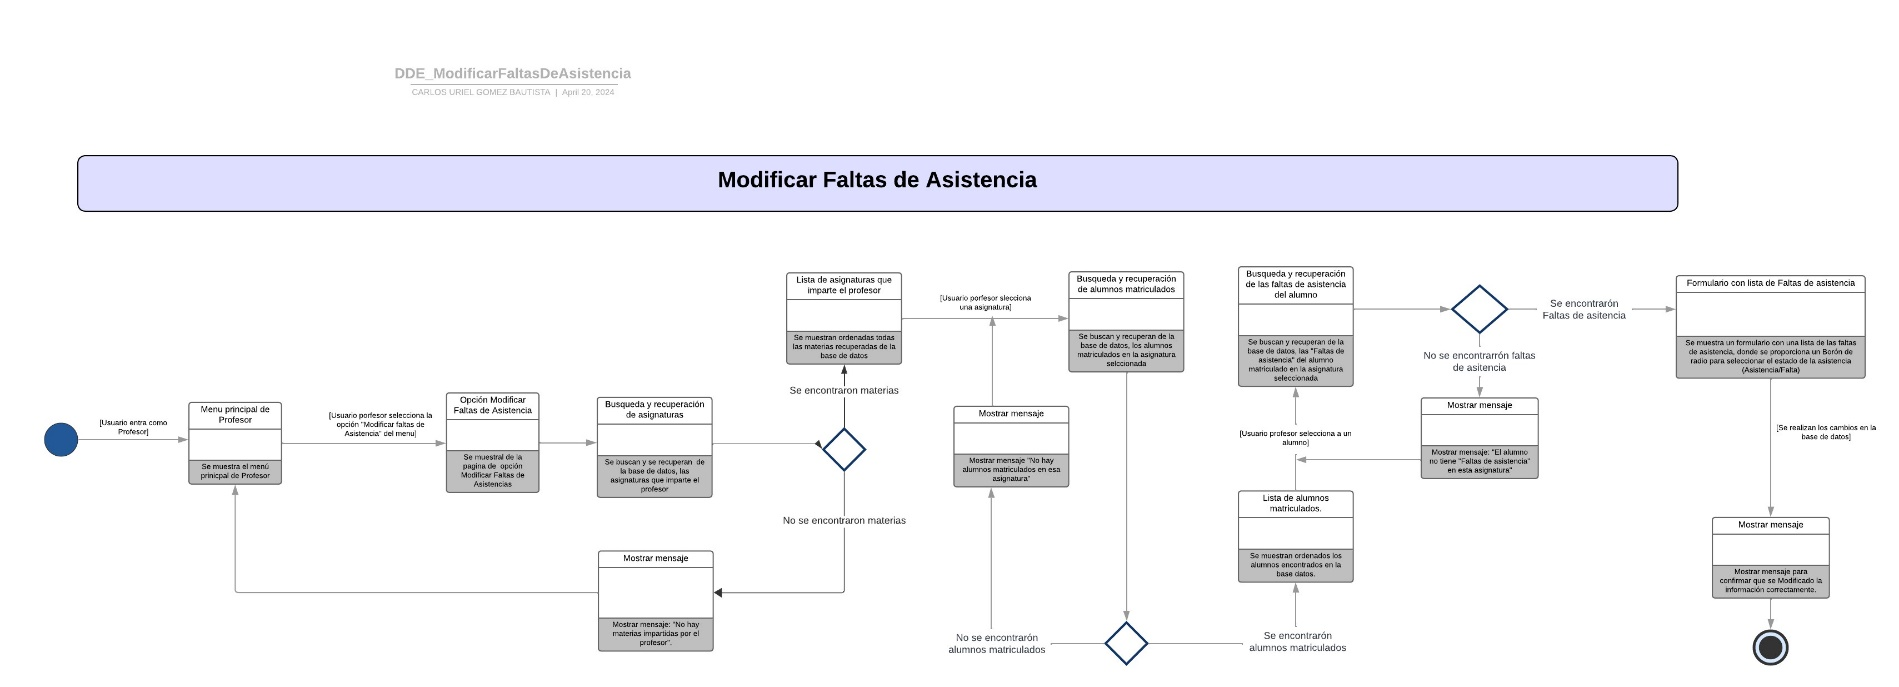 DDE_ModificarFaltasDeAsistencia
CARLOS URIEL GOMEZ BAUTISTA | April 20, 2024
Modificar Faltas de Asistencia
[Usuario entra como
Profesor]
Menu principal de
Profesor
Se muestra el menú
prinicpal de Profesor
[Usuario porfesor selecciona la
opción "Modificar faltas de
Asistencia" del menu]
Opción Modificar
Faltas de Asistencia
Se muestral de la
pagina de opción
Modificar Faltas de
Asistencias
Busqueda y recuperación
de asignaturas
Se buscan y se recuperan de
la base de datos, las
asignaturas que imparte el
profesor
Se encontraron materias
No se encontraron materias
Mostrar mensaje
Mostrar mensaje: "No hay
materias impartidas por el
profesor".
Lista de asignaturas que
imparte el profesor
Se muestran ordenadas todas
las materias recuperadas de la
base de datos
[Usuario porfesor slecciona
una asignatura]
Busqueda y recuperación
de alumnos matriculados
Se buscan y recuperan de la
base de datos, los alumnos
matriculados en la asignatura
selccionada
Mostrar mensaje
Mostrar mensaje "No hay
alumnos matriculados en esa
asignatura"
No se encontrarón
alumnos matriculados
Se encontrarón
alumnos matriculados
Lista de alumnos
matriculados.
Se muestran ordenados los
alumnos encontrados en la
base datos.
[Usuario profesor selecciona a un
alumno]
Busqueda y recuperación
de las faltas de asistencia
del alumno
Se buscan y recuperan de la
base de datos, las "Faltas de
asistencia" del alumno
matriculado en la asignatura
seleccionada
No se encontrarrón faltas
de asitencia
Mostrar mensaje
Mostrar mensaje: "El alumno
no tiene "Faltas de asistencia"
en esta asignatura"
Se encontrarón
Faltas de asitencia
Formulario con lista de Faltas de asistencia
Se muestra un formulario con una lista de las faltas
de asistencia, donde se proporciona un Borón de
radio para seleccionar el estado de la asistencia
(Asistencia/Falta)
[Se realizan los cambios en la
base de datos]
Mostrar mensaje
Mostrar mensaje para
confirmar que se Modificado la
información correctamente.